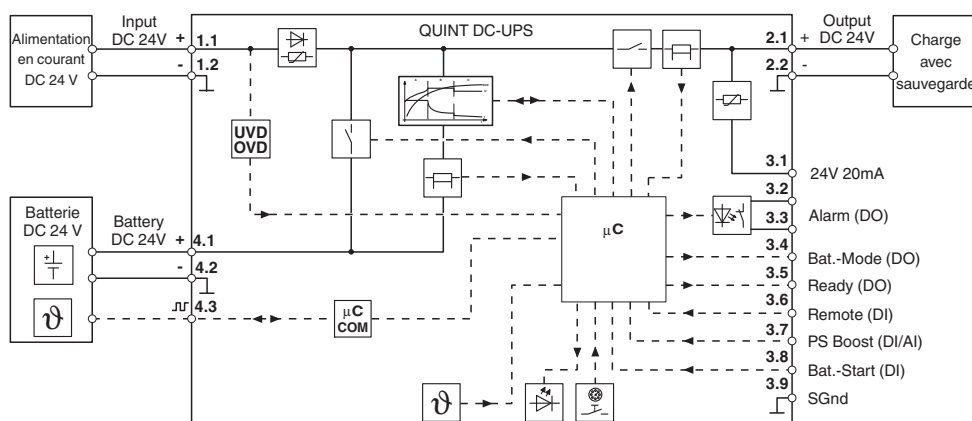 Input
DC 24V
QUINT DC-UPS
Output
DC 24V
Alimentation
en courant
DC 24 V
+ 1.1
- 1.2
2.1 +
2.2 -
Charge
avec
sauvegarde
UVD
OVD
3.1
24V 20mA
3.2
Alarm (DO)
3.3
Batterie
DC 24 V
Battery
DC 24V
+ 4.1
- 4.2
4.3
μC
3.4
Bat.-Mode (DO)
3.5
Ready (DO)
3.6
Remote (DI)
3.7
PS Boost (DI/AI)
3.8
Bat.-Start (DI)
3.9
SGnd
μC
COM
ϑ
ϑ